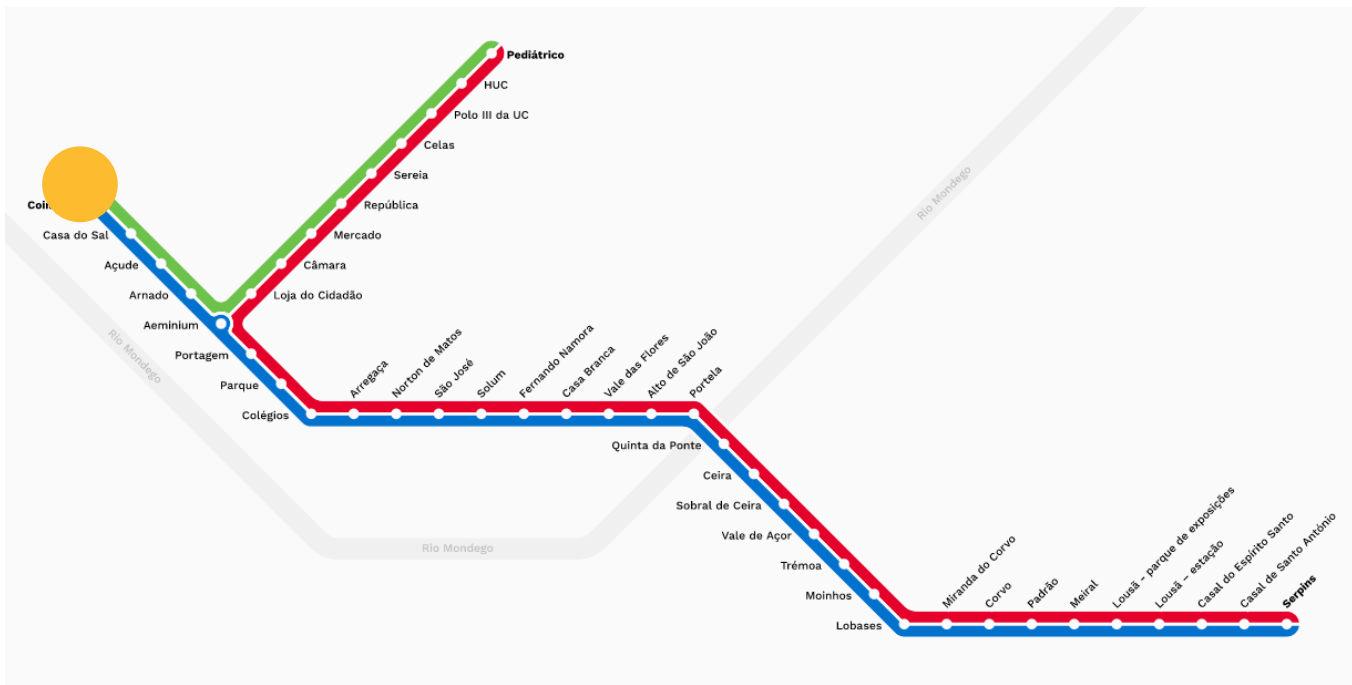 Pediátrico
HUC
Polo III da UC
Celas
Sereia
República
Mercado
Câmara
Loja do Cidadão
Casa do Sal
Açude
Arnado
Aeminium
Portagem
Parque
Colégios
Arregaça
Norton de Matos
São José
Solum
Fernando Namora
Casa Branca
Vale das Flores
Alto de São João
Portela
Quinta da Ponte
Ceira
Sobral de Ceira
Vale de Açor
Trémoa
Moinhos
Lobases
Miranda do Corvo
Corvo
Padrão
Meiral
Lousã - parque de exposições
Lousã – estação
Casal do Espírito Santo
Casal de Santo António
Serpins
Rio Mondego
Rio Mondego
Rio Mondego